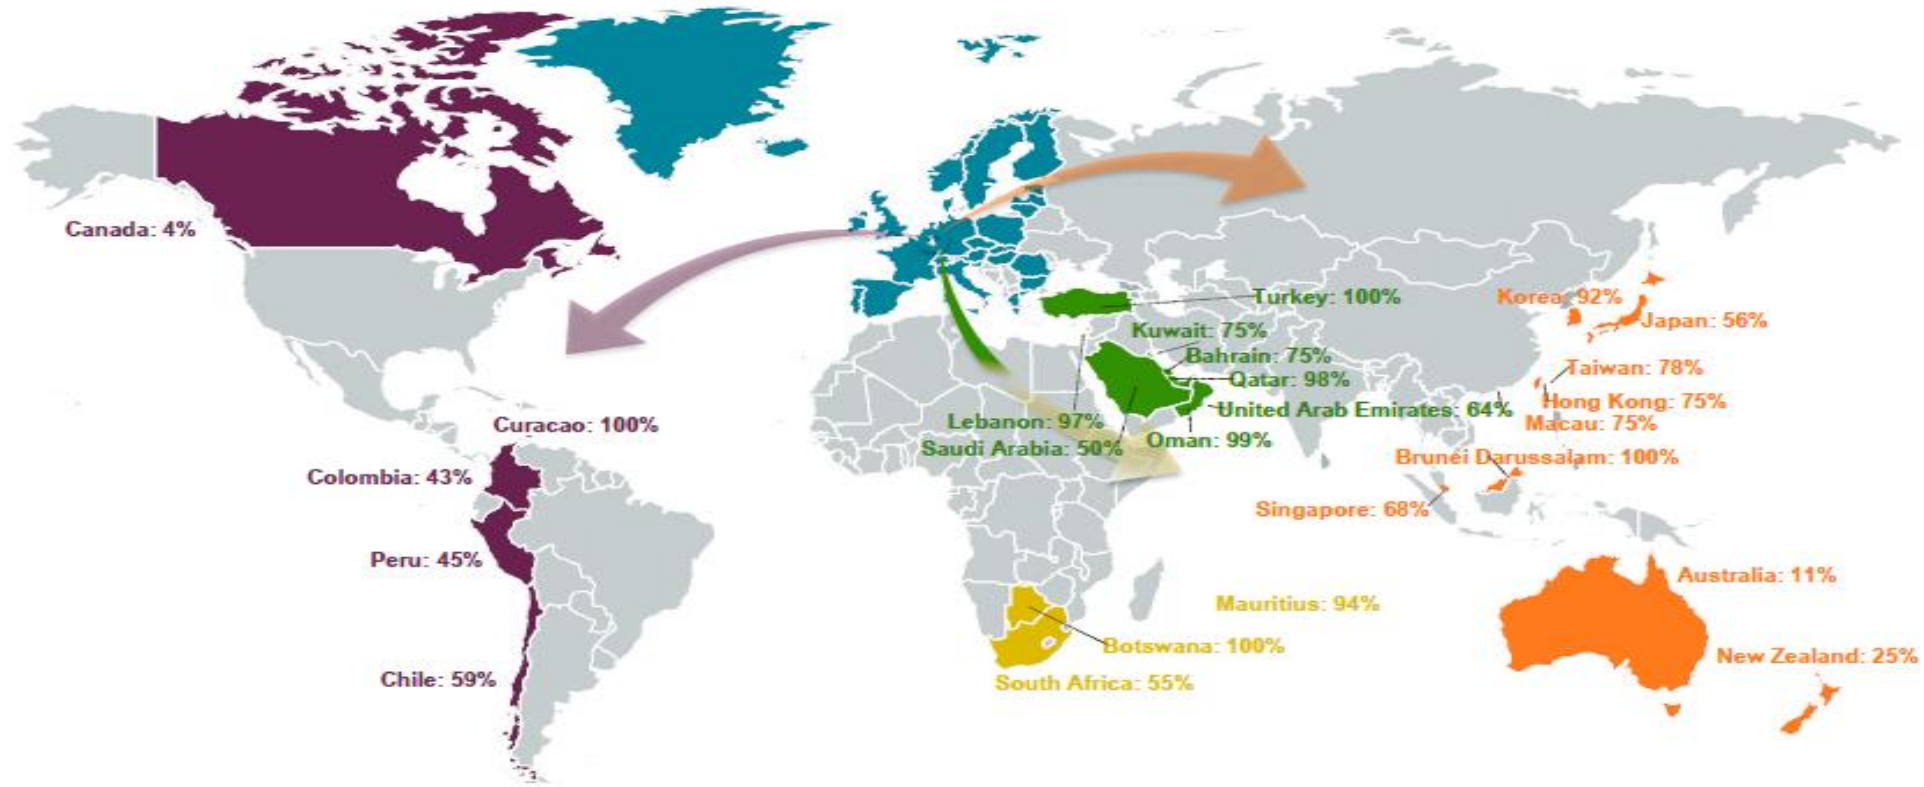 Canada: 4%
Turkey: 100%
Korea: 92%
Japan: 56%
Kuwait: 75%
Bahrain: 75%
Qatar: 98%
Taiwan: 78%
Hong Kong: 75%
United Arab Emirates: 64%
Lebanon: 97%
Macau: 75%
Curacao: 100%
Oman: 99%
Saudi Arabia: 50%
Brunei Darussalam: 100%
Colombia: 43%
Singapore: 68%
Peru: 45%
Australia: 11%
Mauritius: 94%
Botswana: 100%
New Zealand: 25%
Chile: 59%
South Africa: 55%